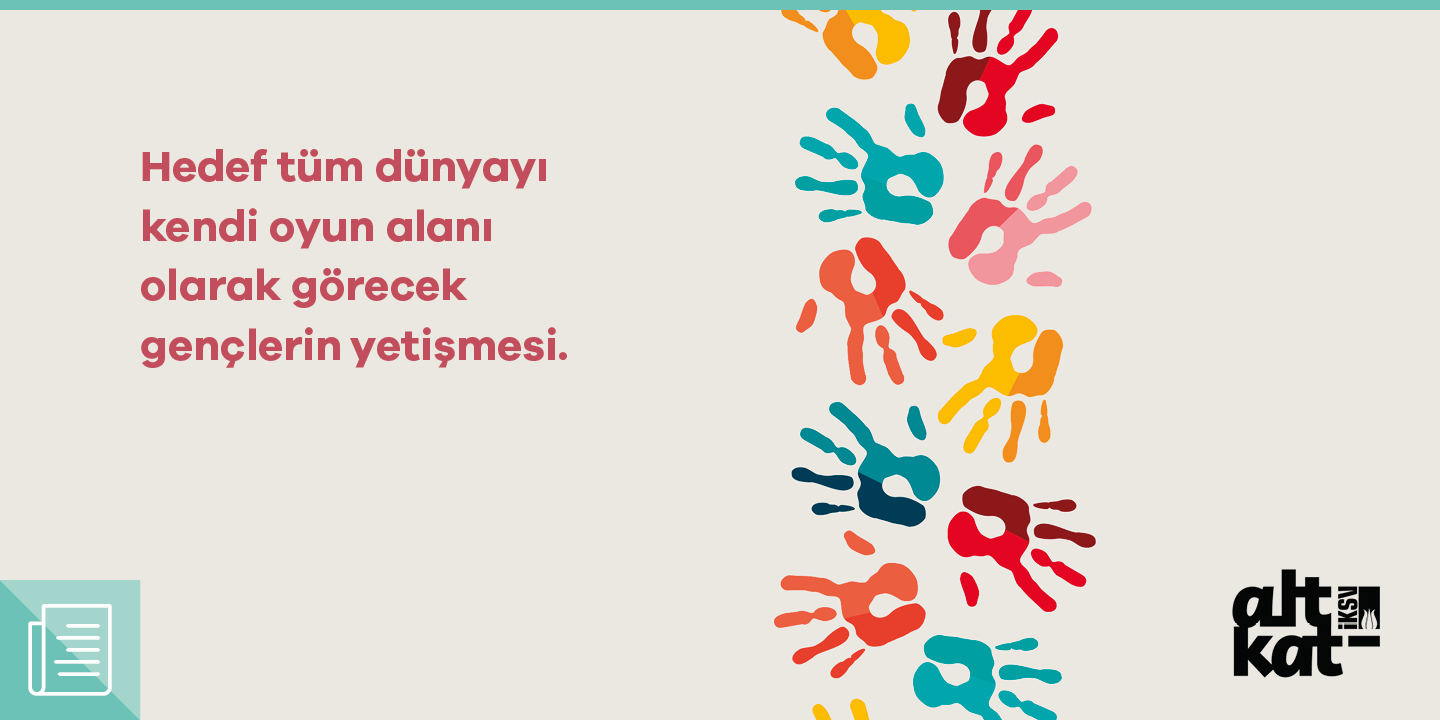 Hedef tüm dünyayı
kendi oyun alanı
olarak görecek
gençlerin yetişmesi.
alt
kat
İKSV